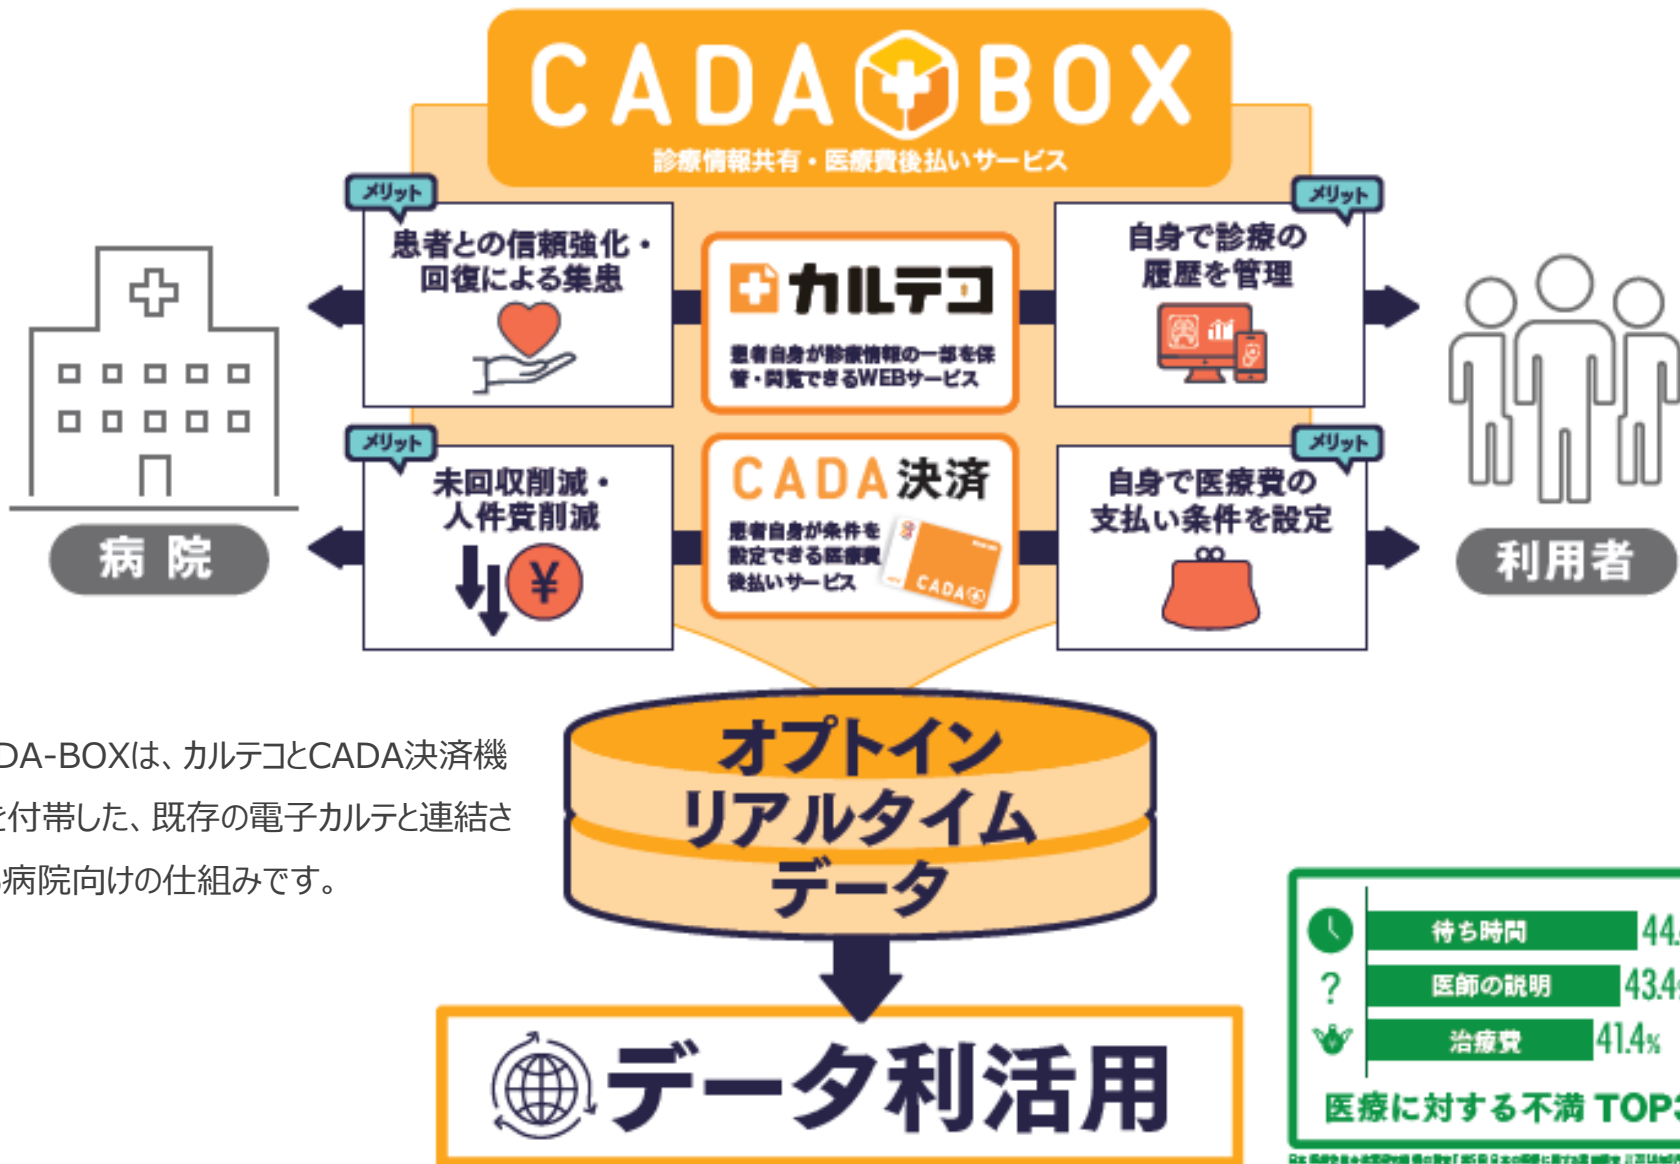 CADA BOX
診療情報共有・医療費後払いサービス
メリット
患者との信頼強化・
回復による集患
カルテコ
患者自身が診療情報の一部を保
管・閲覧できるWEBサービス
メリット
自身で診療の
履歴を管理
メリット
未回収削減・
人件費削減
¥
CADA決済
患者自身が条件を
設定できる医療費
後払いサービス
CADA
メリット
自身で医療費の
支払い条件を設定
病院
利用者
DA-BOXは、カルテコとCADA決済機
を付帯した、既存の電子カルテと連結さ
病院向けの仕組みです。
オプトイン
リアルタイム
データ
データ利活用
待ち時間 44.
?
医師の説明 43.4%
治療費 41.4%
医療に対する不満 TOP3